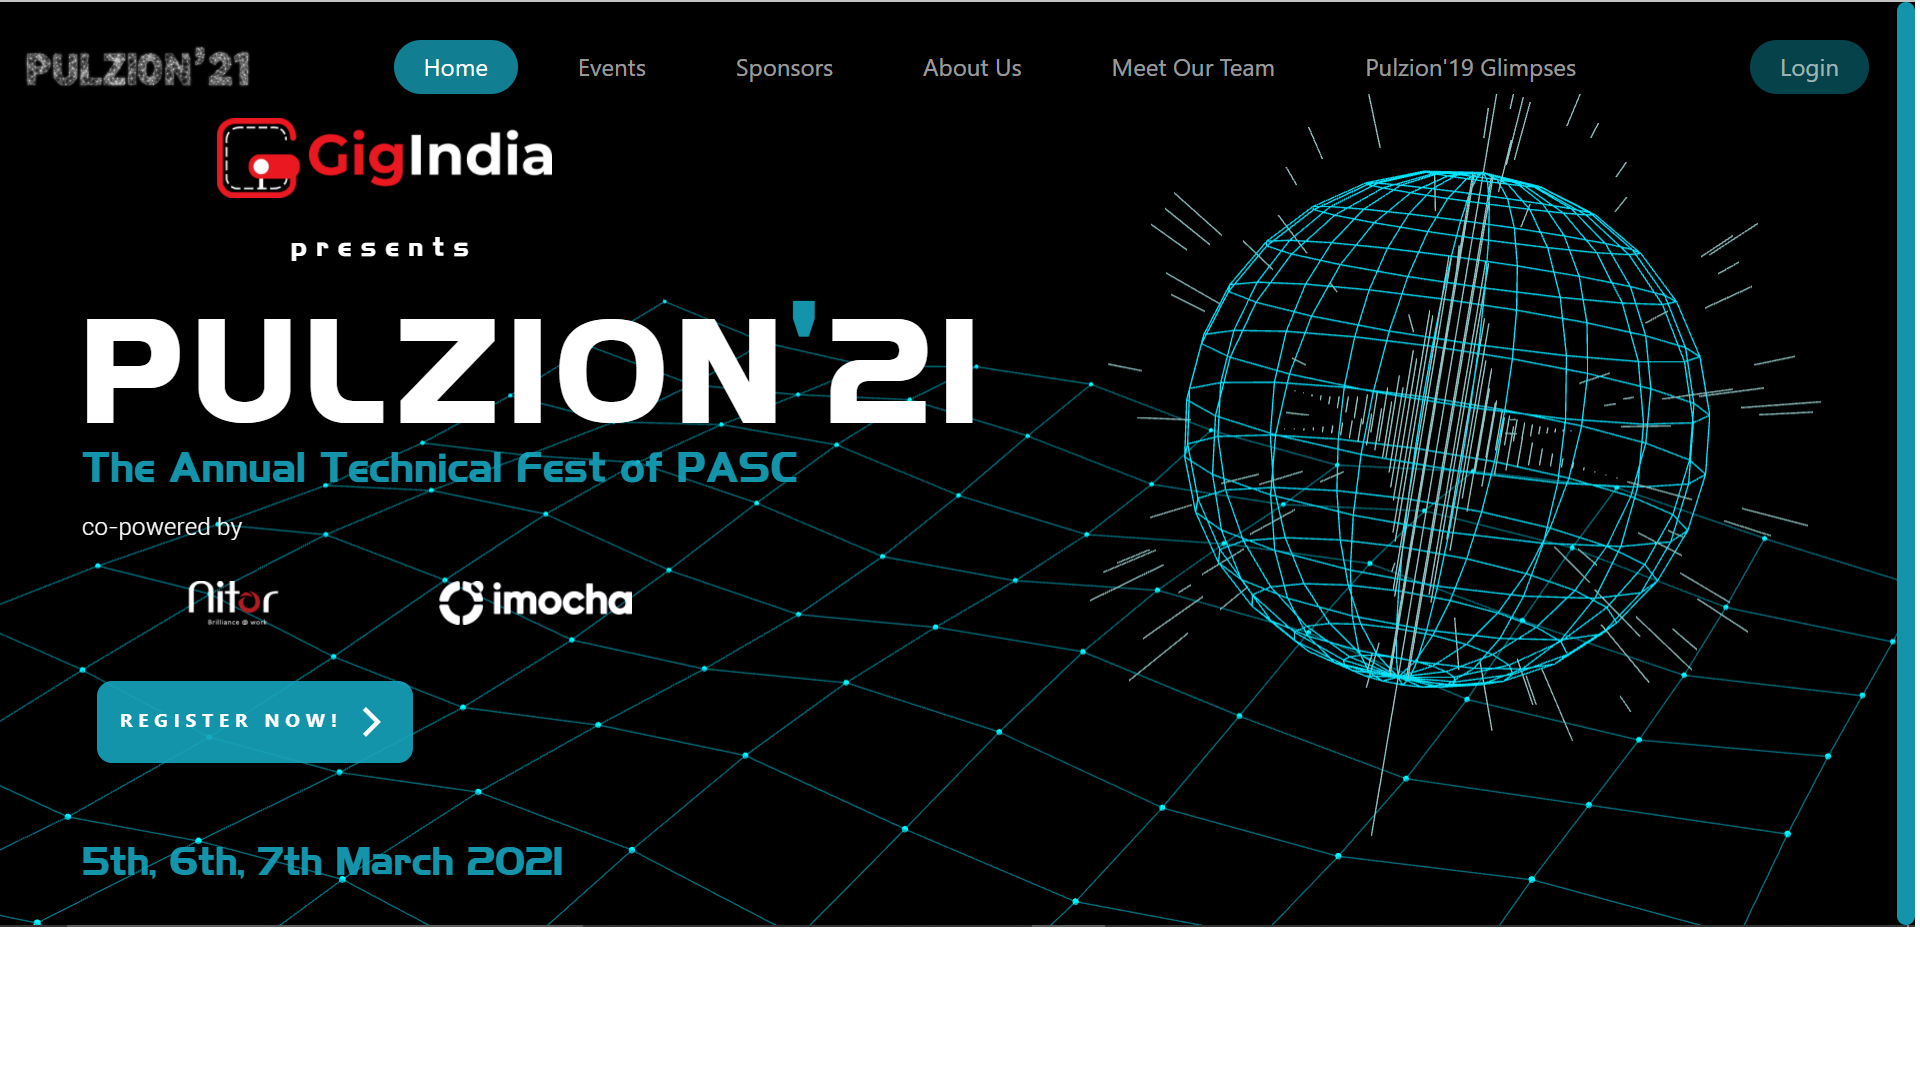 PULZION'21
Home
Events
Sponsors
About Us
Meet Our Team
Pulzion'19 Glimpses
Login
GigIndia
presents
PULZION'21
The Annual Technical Fest of PASC
co-powered by
Nitor
Brilliance @ work
imocha
REGISTER NOW!
5th, 6th, 7th March 2021